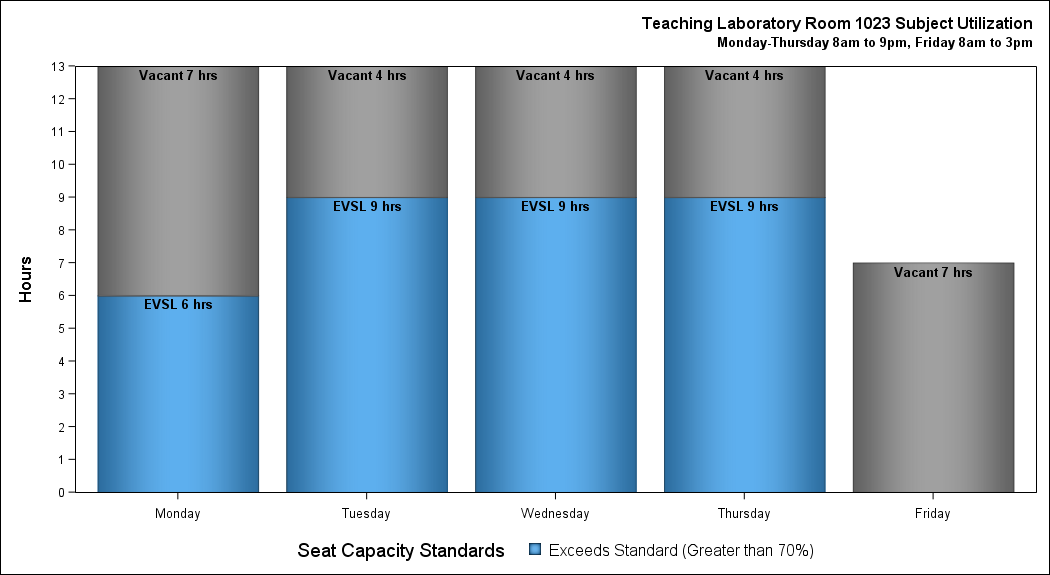 Teaching Laboratory Room 1023 Subject Utilization
Monday-Thursday 8am to 9pm, Friday 8am to 3pm
Hours
13
12
11
10
9
8
7
6
5
4
3
2
1
0
Vacant 7 hrs
EVSL 6 hrs
Vacant 4 hrs
EVSL 9 hrs
Vacant 4 hrs
EVSL 9 hrs
Vacant 4 hrs
EVSL 9 hrs
Vacant 7 hrs
Monday
Tuesday
Wednesday
Thursday
Friday
Seat Capacity Standards
Exceeds Standard (Greater than 70%)